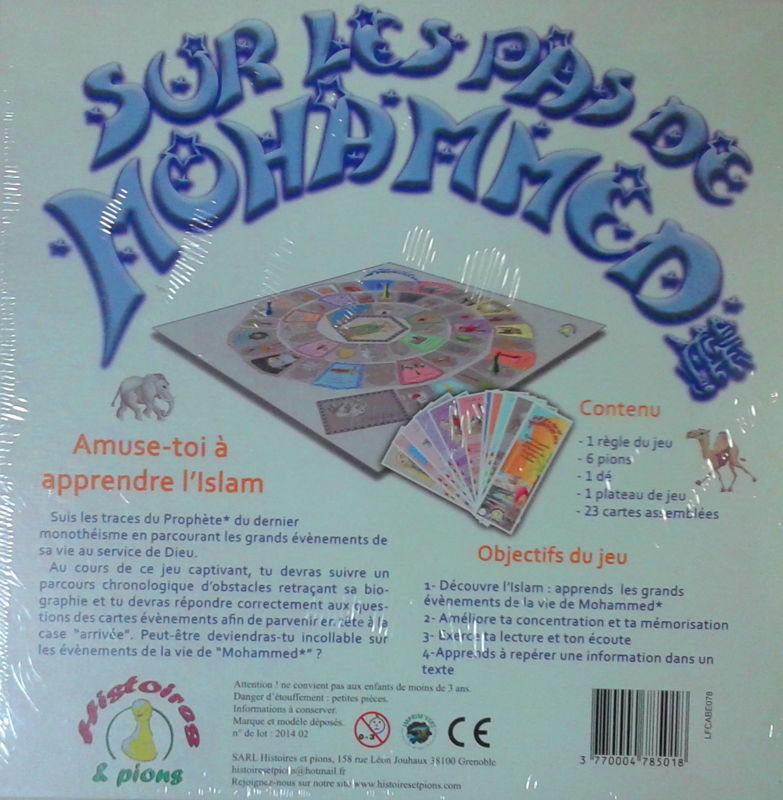 SUR LES PAS DE
MOHAMMED
Amuse-toi à
apprendre l'Islam
Suis les traces du Prophète* du dernier
monothéisme en parcourant les grands évènements de
sa vie au service de Dieu.
Au cours de ce jeu captivant, tu devras suivre un
parcours chronologique d'obstacles retraçant sa bio-
graphie et tu devras répondre correctement aux ques-
tions des cartes évènements afin de parvenir en tête à la
case "arrivée". Peut-être deviendras-tu incollable sur
les évènements de la vie de "Mohammed*" ?
Contenu
- 1 règle du jeu
- 6 pions
- 1 dé
- 1 plateau de jeu
- 23 cartes assemblées
Objectifs du jeu
1- Découvre l'Islam : apprends les grands
évènements de la vie de Mohammed*
2- Améliore ta concentration et ta mémorisation
3- Exerce ta lecture et ton écoute
4-Apprends à repérer une information dans un
texte
Histoires
& pions
Attention ! ne convient pas aux enfants de moins de 3 ans.
Danger d'étouffement : petites pièces.
Informations à conserver.
Marque et modèle déposés.
n° de lot : 2014 02
0-3
CE
SARL Histoires et pions, 158 rue Léon Jouhaux 38100 Grenoble
histoiresetpions@hotmail.fr
Rejoignez-nous sur notre site www.histoiresetpions.com
LFCABE078
3 770004 785018